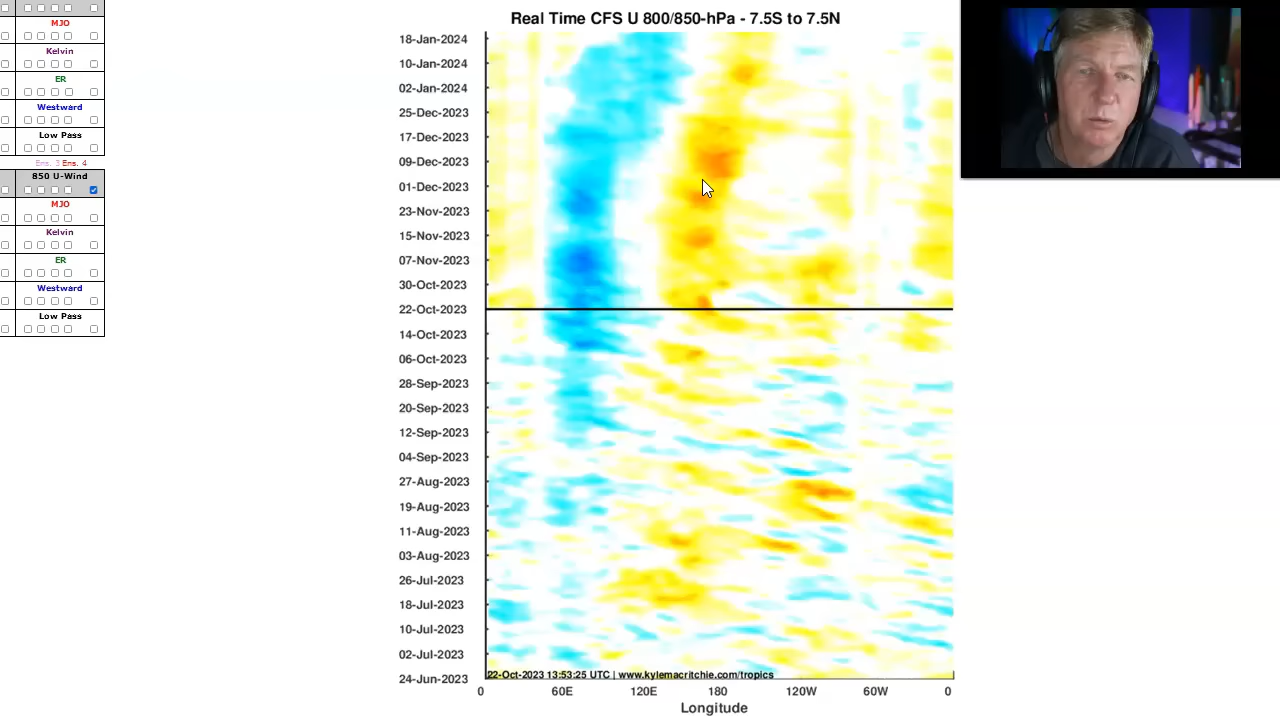 MJO
Kelvin
ER
Westward
Low Pass
Ens. 3 Ens. 4
850 U-Wind
MJO
Kelvin
ER
Westward
Low Pass
Real Time CFS U 800/850-hPa - 7.5S to 7.5N
18-Jan-2024
10-Jan-2024
02-Jan-2024
25-Dec-2023
17-Dec-2023
09-Dec-2023
01-Dec-2023
23-Nov-2023
15-Nov-2023
07-Nov-2023
30-Oct-2023
22-Oct-2023
14-Oct-2023
06-Oct-2023
28-Sep-2023
20-Sep-2023
12-Sep-2023
04-Sep-2023
27-Aug-2023
19-Aug-2023
11-Aug-2023
03-Aug-2023
26-Jul-2023
18-Jul-2023
10-Jul-2023
02-Jul-2023
24-Jun-2023
22-Oct-2023 13:53:25 UTC | www.kylemacritchie.com/tropics
0 60E 120E 180 120W 60W 0
Longitude